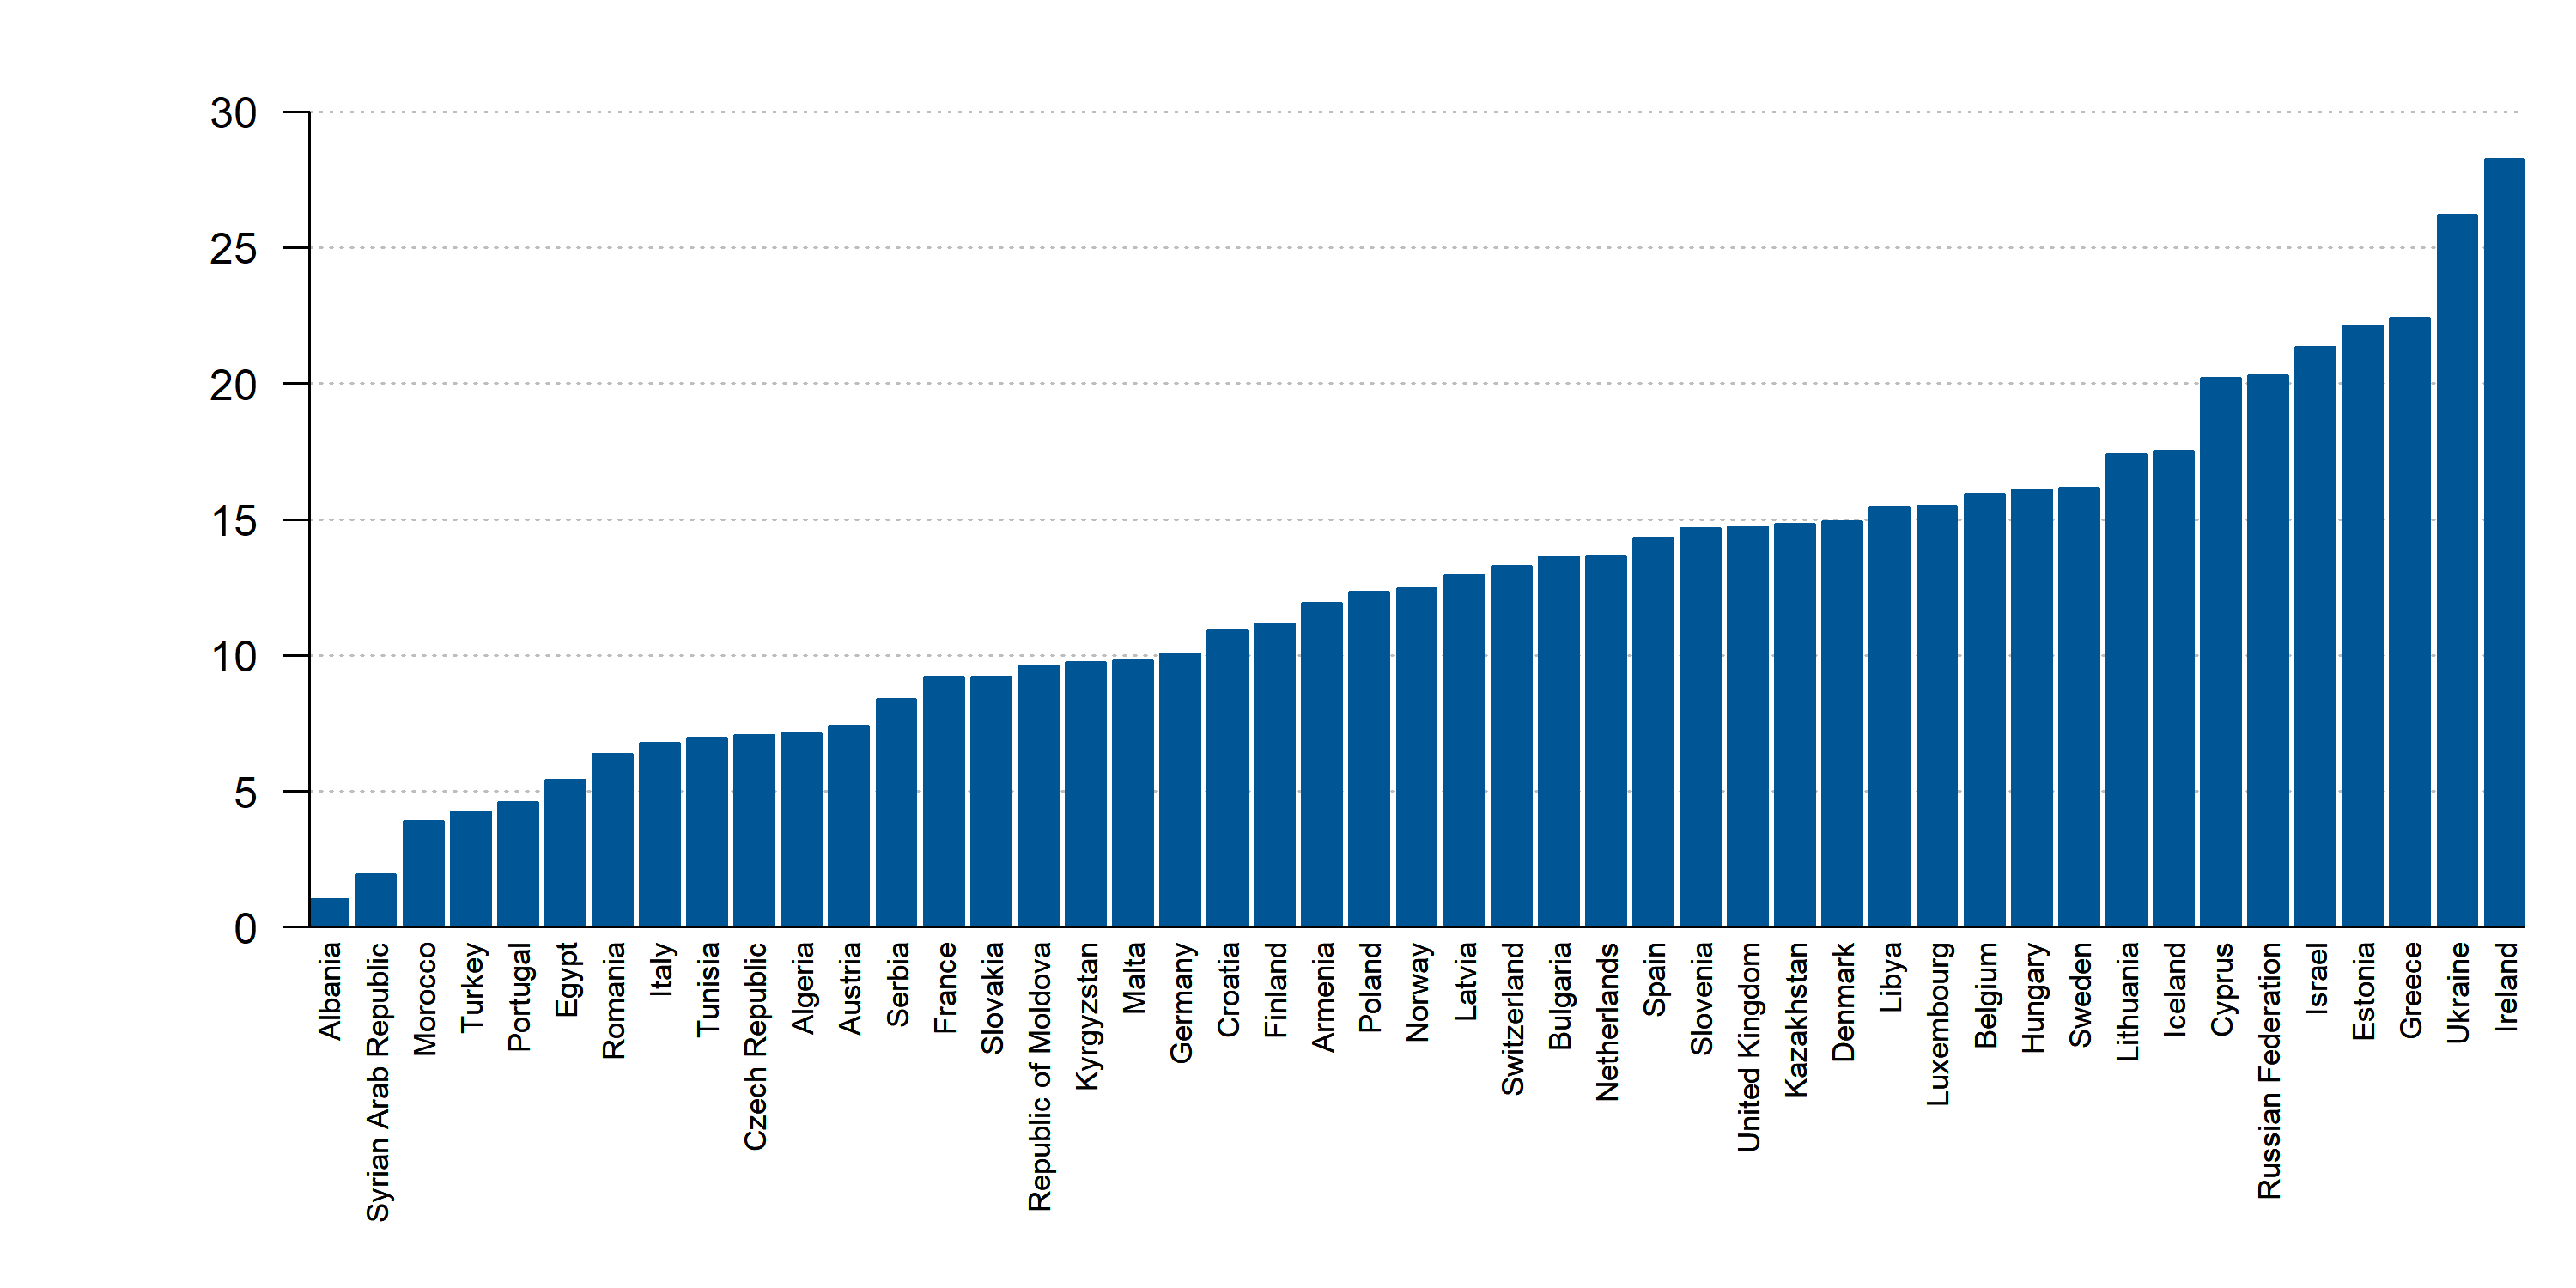 30
25
20
15
10
5
0
Albania
Syrian Arab Republic
Morocco
Turkey
Portugal
Egypt
Romania
Italy
Tunisia
Czech Republic
Algeria
Austria
Serbia
France
Slovakia
Republic of Moldova
Kyrgyzstan
Malta
Germany
Croatia
Finland
Armenia
Poland
Norway
Latvia
Switzerland
Bulgaria
Netherlands
Spain
Slovenia
United Kingdom
Kazakhstan
Denmark
Libya
Luxembourg
Belgium
Hungary
Sweden
Lithuania
Iceland
Cyprus
Russian Federation
Israel
Estonia
Greece
Ukraine
Ireland